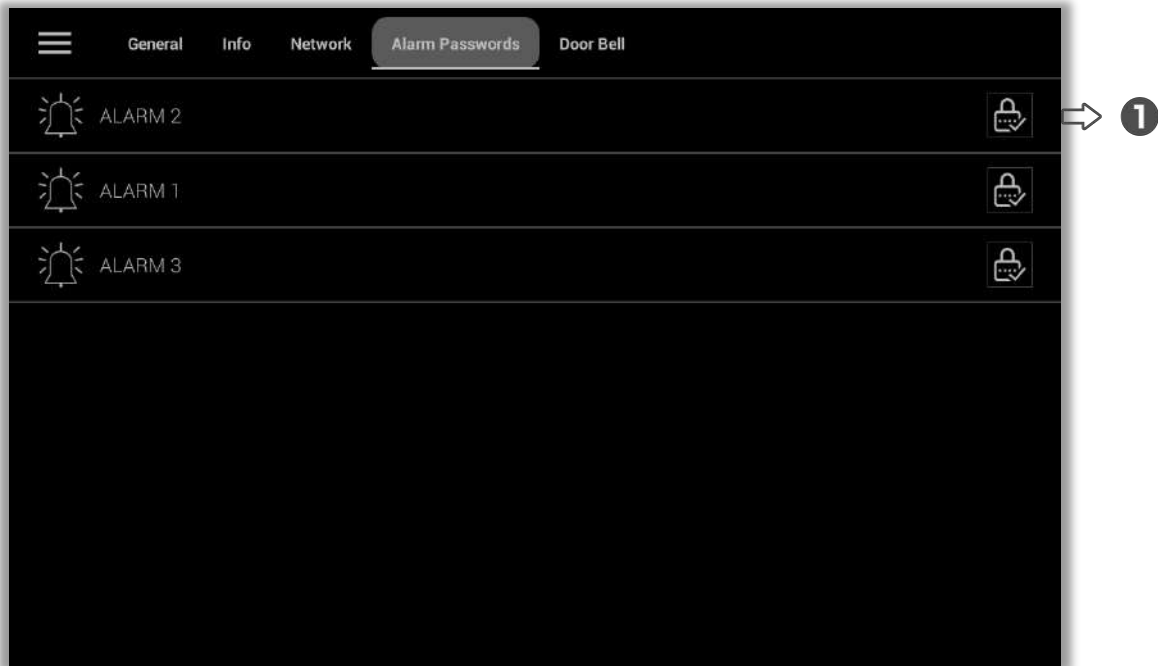 General Info Network Alarm Passwords Door Bell
ALARM 2
1
ALARM 1
ALARM 3